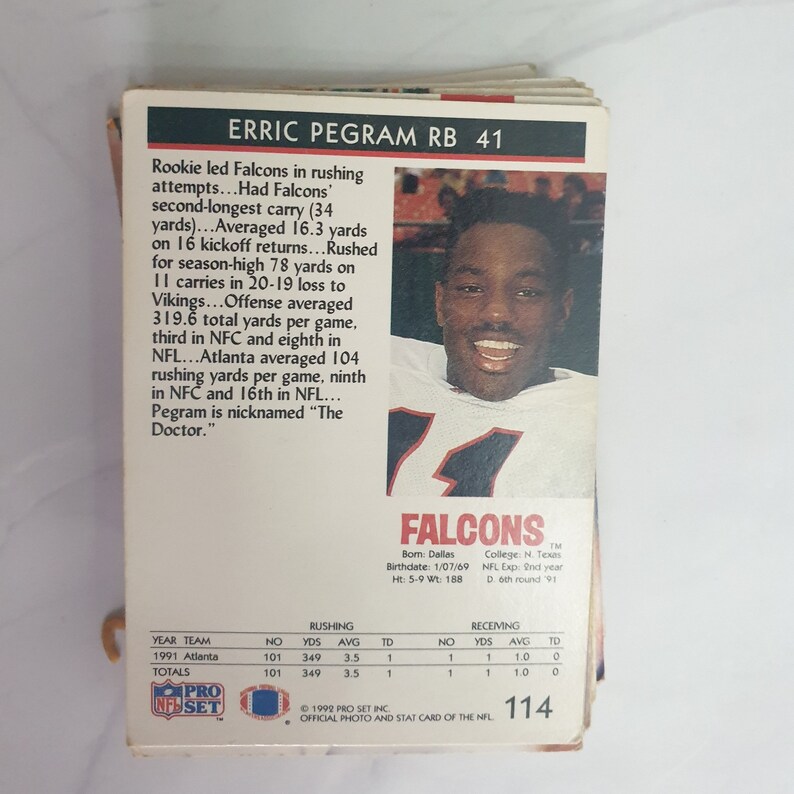 ERRIC PEGRAM RB 41
Rookie led Falcons in rushing
attempts...Had Falcons'
second-longest carry (34
yards)...Averaged 16.3 yards
on 16 kickoff returns...Rushed
for season-high 78 yards on
11 carries in 20-19 loss to
Vikings...Offense averaged
319.6 total yards per game,
third in NFC and eighth in
NFL...Atlanta averaged 104
rushing yards per game, ninth
in NFC and 16th in NFL...
Pegram is nicknamed “The
Doctor.”
FALCONS™
Born: Dallas College: N. Texas
Birthdate: 1/07/69 NFL Exp: 2nd year
Ht: 5-9 Wt: 188 D. 6th round '91
RUSHING RECEIVING
YEAR TEAM NO YDS AVG TD NO YDS AVG TD
1991 Atlanta 101 349 3.5 1 1 1 1.0 0
TOTALS 101 349 3.5 1 1 1 1.0 0
NFL PRO SET™
© 1992 PRO SET INC.
OFFICIAL PHOTO AND STAT CARD OF THE NFL.
114